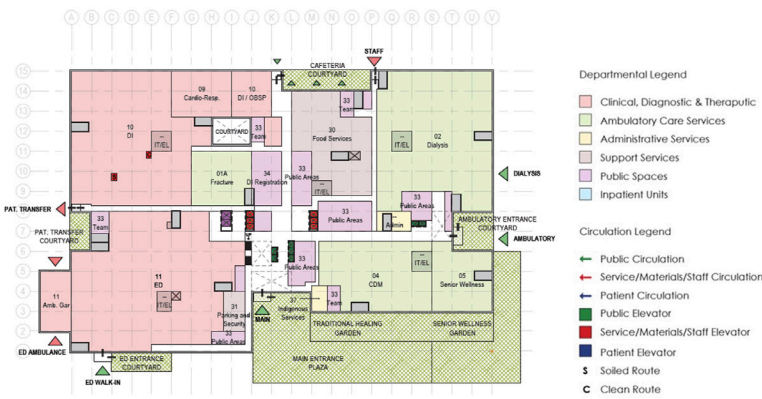 A B C D E F G H I J K L M N O P Q R S T U V
STAFF
CAFETERIA
COURTYARD
15
14
13
12
11
10
9
8
7
6
5
4
3
2
09
Cardio-Resp.
10
DI / OBSP
33
Team
10
DI
--
IT/EL
COURTYARD
33
Team
30
Food Services
--
IT/EL
02
Dialysis
01A
Fracture
34
DI Registration
33
Public Areas
--
IT/EL
33
Public Areas
DIALYSIS
PAT. TRANSFER
PAT. TRANSFER
COURTYARD
33
Team
33
Public Areas
--
Admin
AMBULATORY ENTRANCE
COURTYARD
AMBULATORY
11
ED
--
IT/EL
33
Public Areas
04
CDM
--
IT/EL
05
Senior Wellness
11
Amb. Gar
31
Parking and
Security
33
Public Areas
37
Indigenous
Services
33
Team
MAIN
TRADITIONAL HEALING
GARDEN
SENIOR WELLNESS
GARDEN
ED AMBULANCE
ED WALK-IN
ED ENTRANCE
COURTYARD
MAIN ENTRANCE
PLAZA
Departmental Legend
Clinical, Diagnostic & Theraputic
Ambulatory Care Services
Administrative Services
Support Services
Public Spaces
Inpatient Units
Circulation Legend
Public Circulation
Service/Materials/Staff Circulation
Patient Circulation
Public Elevator
Service/Materials/Staff Elevator
Patient Elevator
S Soiled Route
C Clean Route